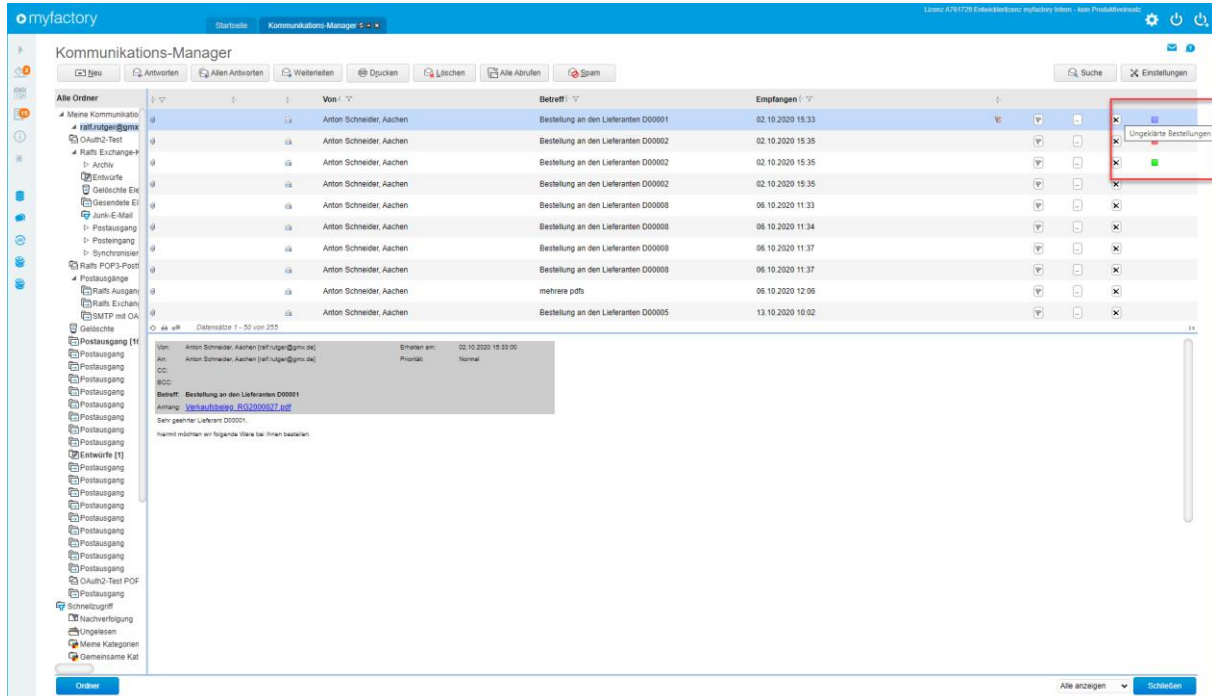 myfactory
Startseite
Kommunikations-Manager
Lizenz A761729 Entwicklerlizenz myfactory Intern - kein Produktiveinsatz
Kommunikations-Manager
Neu
Antworten
Allen Antworten
Weiterleiten
Drucken
Löschen
Alle Abrufen
Spam
Suche
Einstellungen
Alle Ordner
Von
Betreff
Empfangen
Anton Schneider, Aachen Bestellung an den Lieferanten D00001 02.10.2020 15:33
Ungeklärte Bestellungen
Anton Schneider, Aachen Bestellung an den Lieferanten D00002 02.10.2020 15:35
Anton Schneider, Aachen Bestellung an den Lieferanten D00002 02.10.2020 15:35
Anton Schneider, Aachen Bestellung an den Lieferanten D00002 02.10.2020 15:35
Anton Schneider, Aachen Bestellung an den Lieferanten D00008 06.10.2020 11:33
Anton Schneider, Aachen Bestellung an den Lieferanten D00008 06.10.2020 11:34
Anton Schneider, Aachen Bestellung an den Lieferanten D00008 06.10.2020 11:37
Anton Schneider, Aachen Bestellung an den Lieferanten D00008 06.10.2020 11:37
Anton Schneider, Aachen mehrere pdfs 06.10.2020 12:06
Anton Schneider, Aachen Bestellung an den Lieferanten D00005 13.10.2020 10:02
Datensätze 1 - 50 von 255
Meine Kommunikatio
ralf.rutger@gmx
OAuth2-Test
Ralfs Exchange-K
Archiv
Entwürfe
Gelöschte Ele
Gesendete El
Junk-E-Mail
Postausgang
Posteingang
Synchronisier
Ralfs POP3-Postf
Postausgänge
Ralfs Ausgan
Ralfs Exchan
SMTP mit OA
Gelöschte
Postausgang [16
Postausgang
Postausgang
Postausgang
Postausgang
Postausgang
Postausgang
Postausgang
Postausgang
Entwürfe [1]
Postausgang
Postausgang
Postausgang
Postausgang
Postausgang
Postausgang
Postausgang
Postausgang
Postausgang
OAuth2-Test POP
Postausgang
Schnellzugriff
Nachverfolgung
Ungelesen
Meine Kategorien
Gemeinsame Kat
Von: Anton Schneider, Aachen [ralf.rutger@gmx.de] Erhalten am: 02.10.2020 15:33:00
An: Anton Schneider, Aachen [ralf.rutger@gmx.de] Priorität: Normal
CC:
BCC:
Betreff: Bestellung an den Lieferanten D00001
Anhang: Verkaufsbeleg_RG2000027.pdf
Sehr geehrter Lieferant D00001,
hiermit möchten wir folgende Ware bei Ihnen bestellen.
Ordner
Alle anzeigen
Schließen